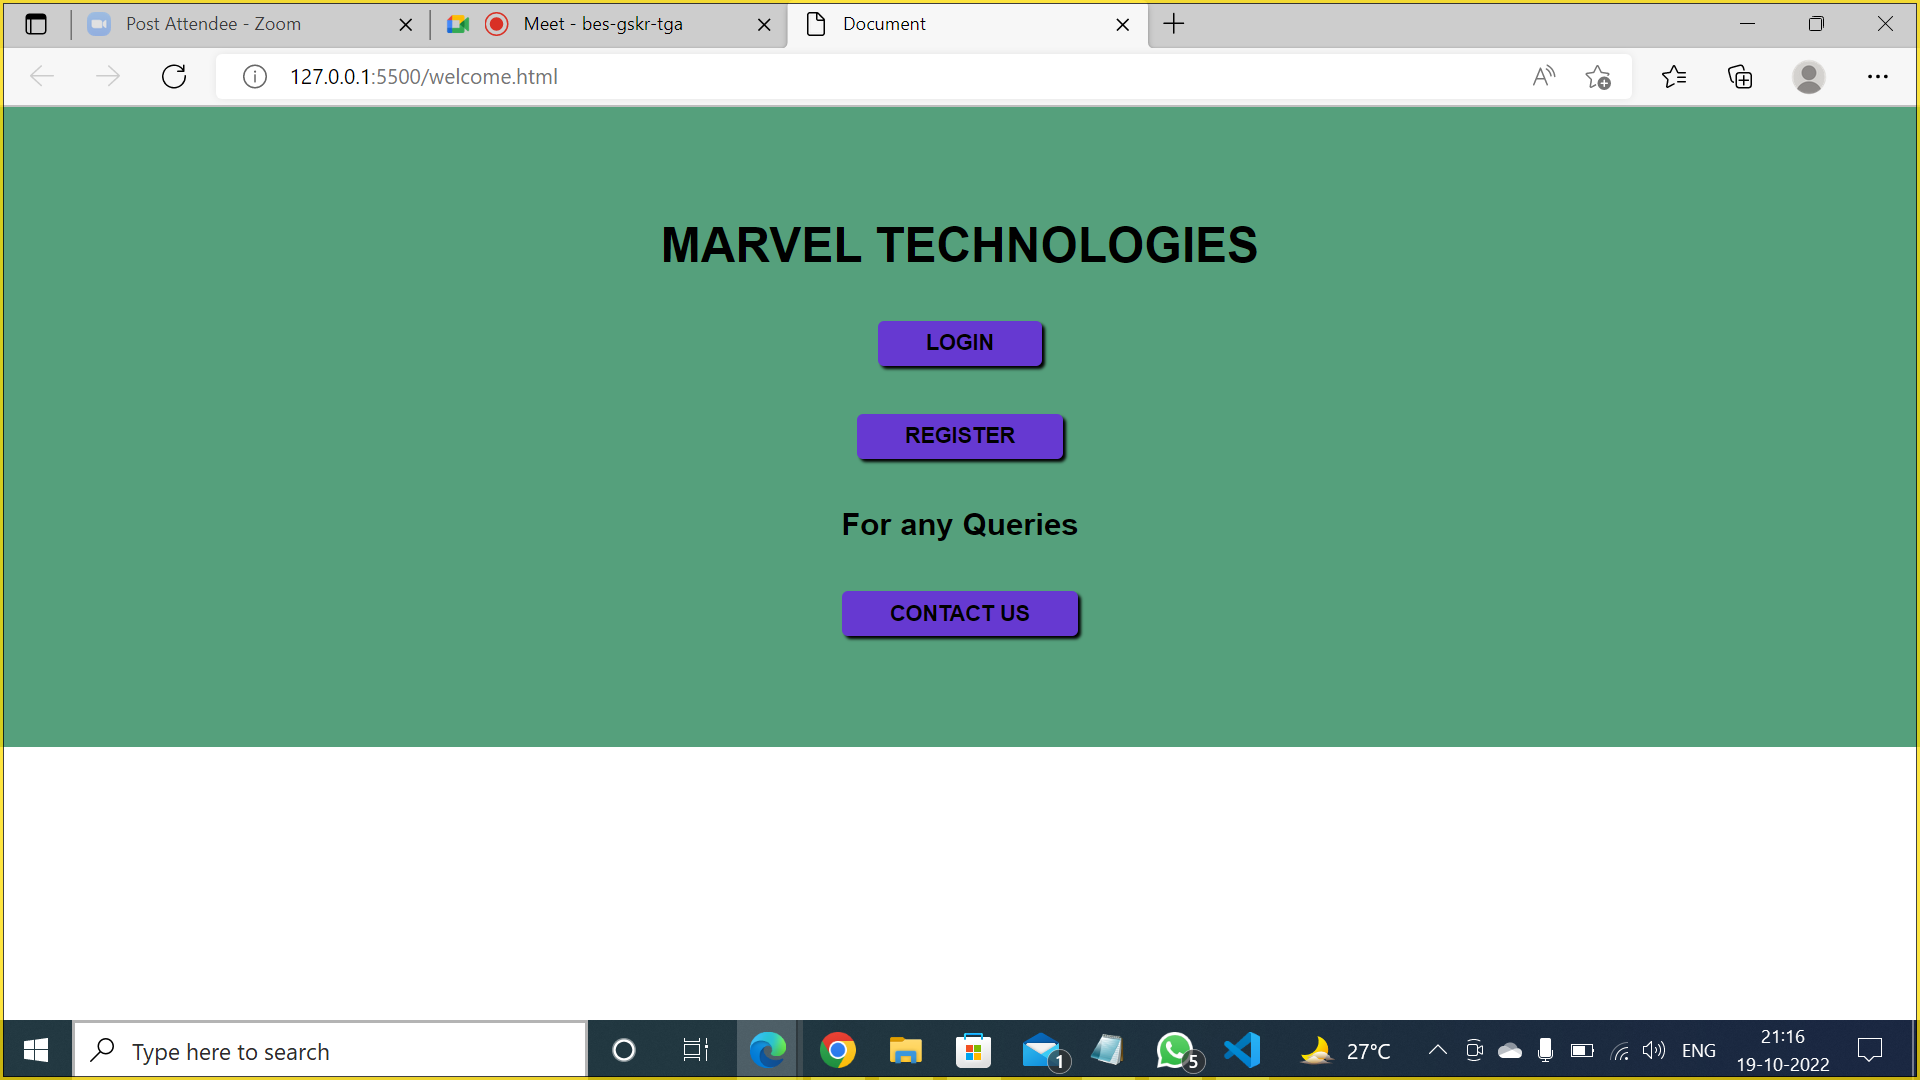 Post Attendee - Zoom
Meet - bes-gskr-tga
Document
127.0.0.1:5500/welcome.html
MARVEL TECHNOLOGIES
LOGIN
REGISTER
For any Queries
CONTACT US
Type here to search
1
5
27°C
ENG
21:16
19-10-2022